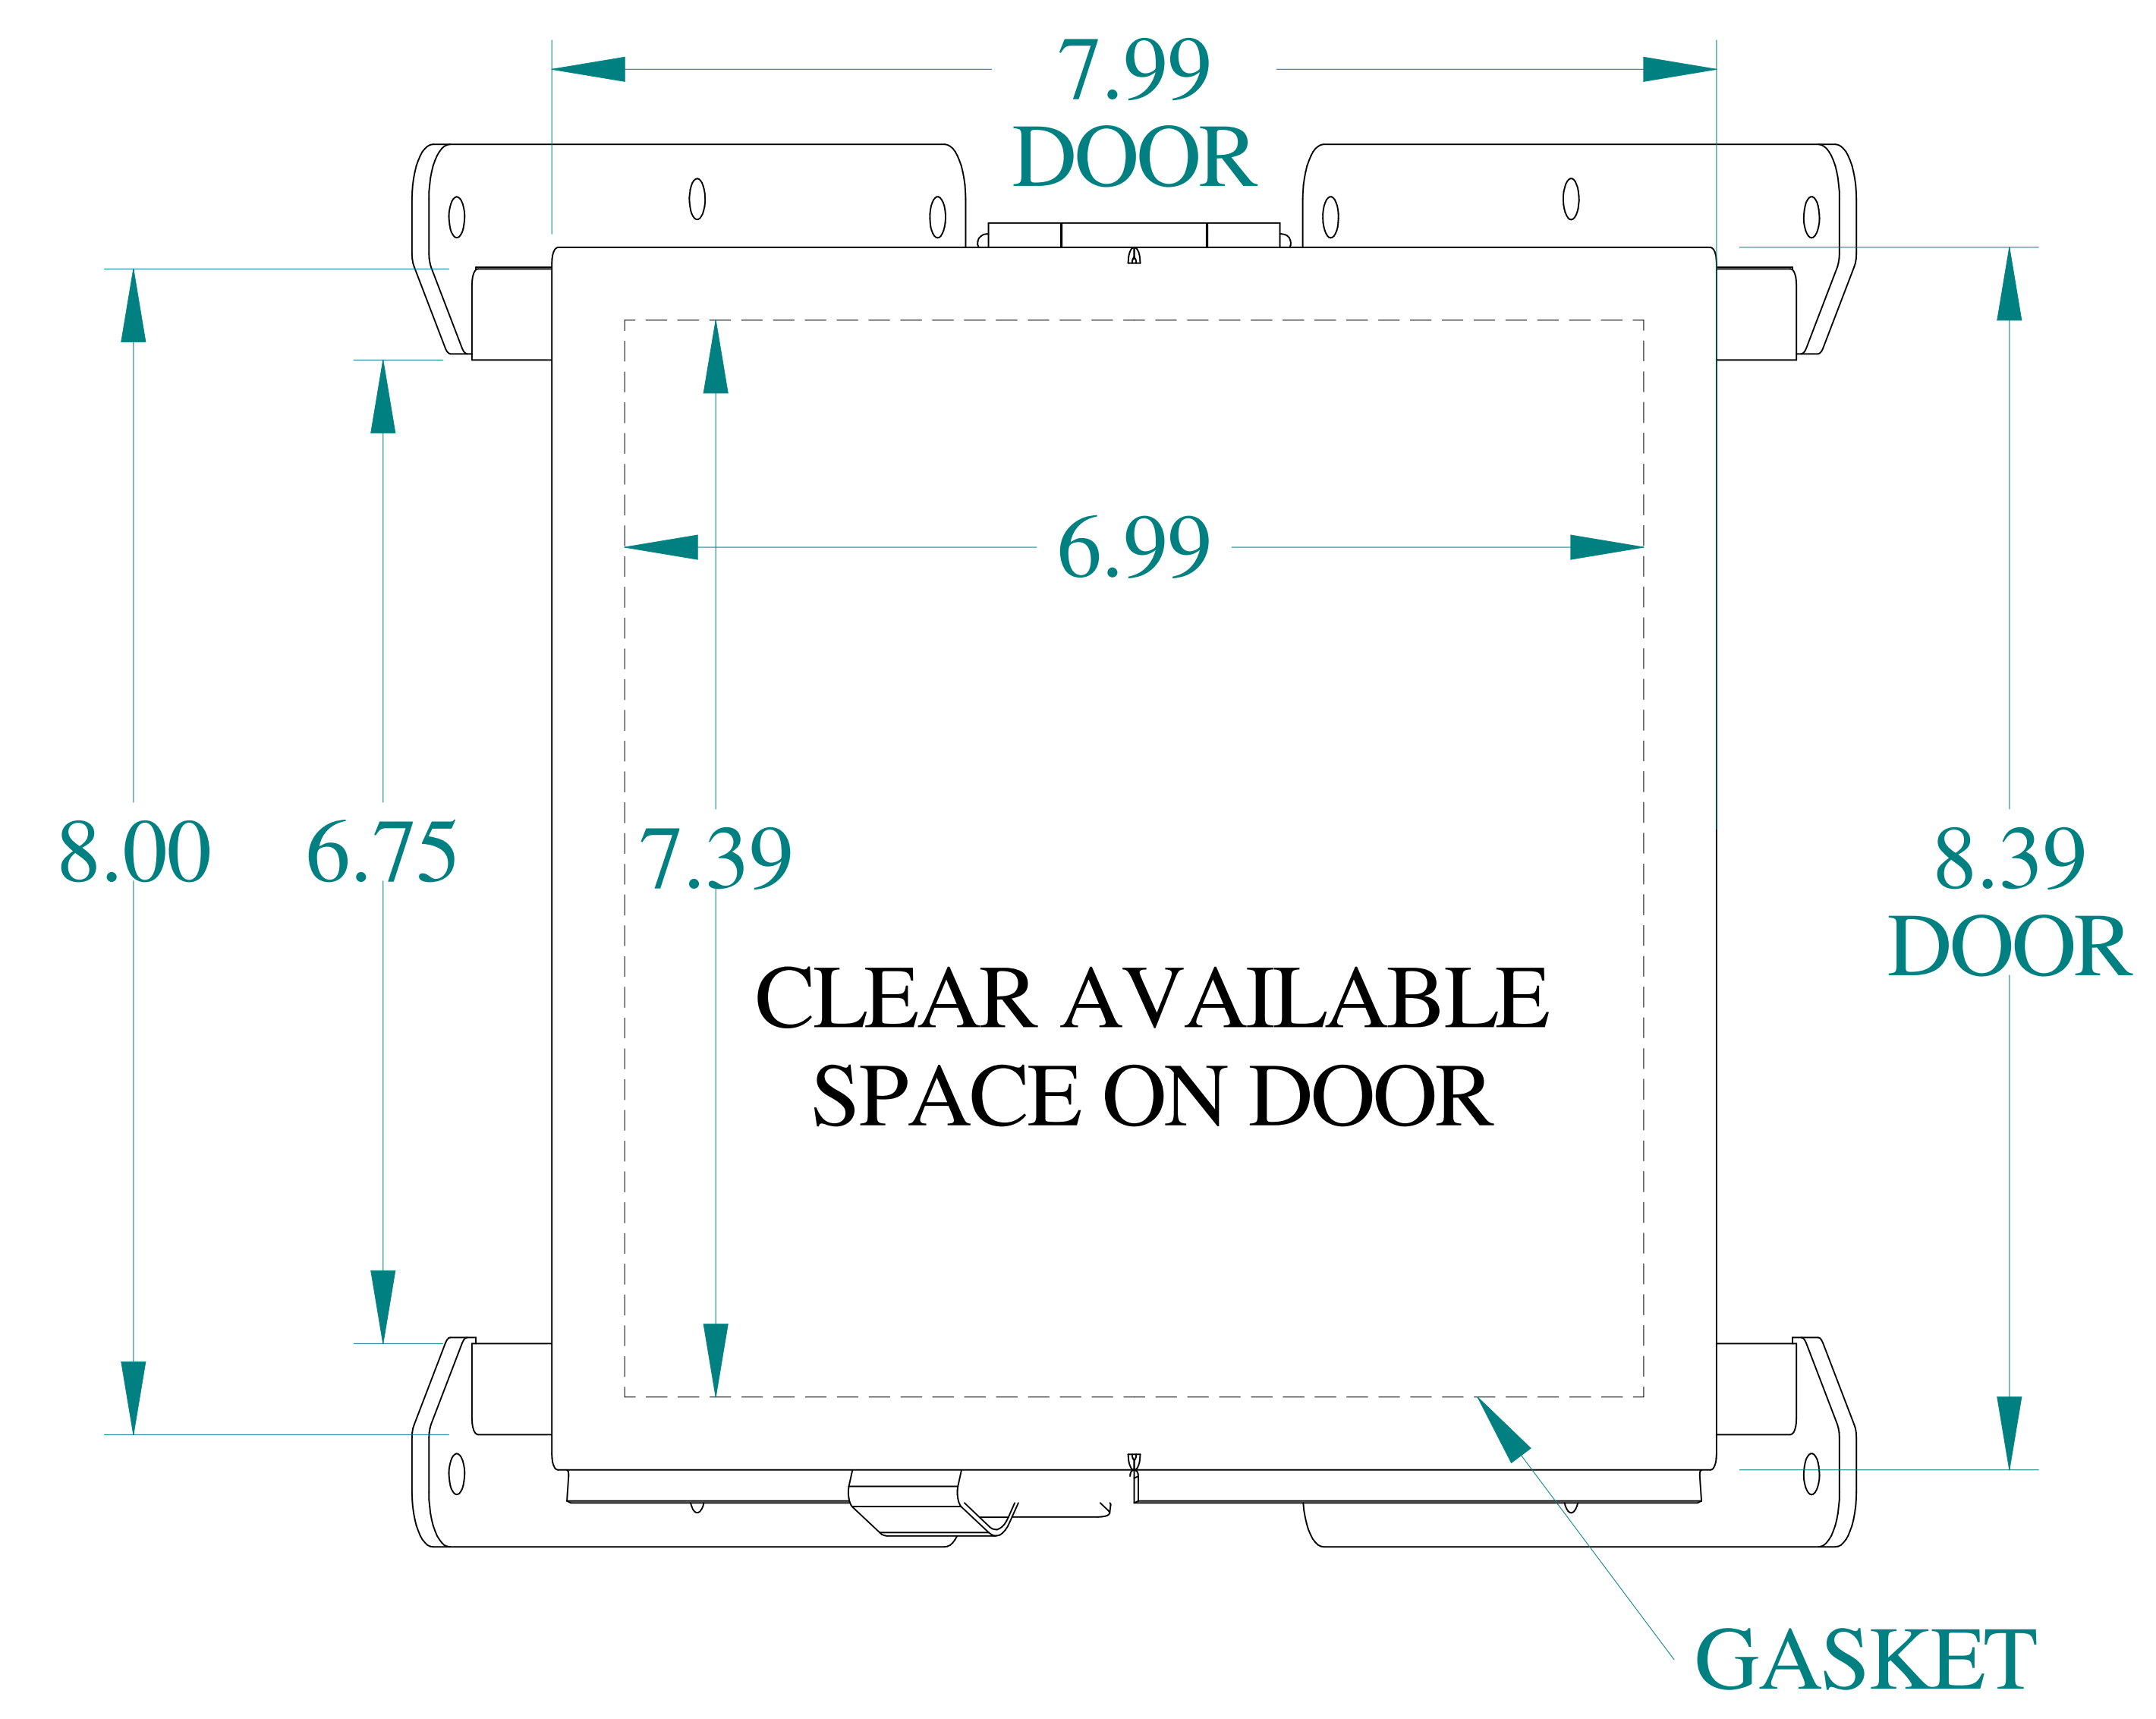 7.99
DOOR
6.99
8.00
6.75
7.39
8.39
DOOR
CLEAR AVAILABLE
SPACE ON DOOR
GASKET